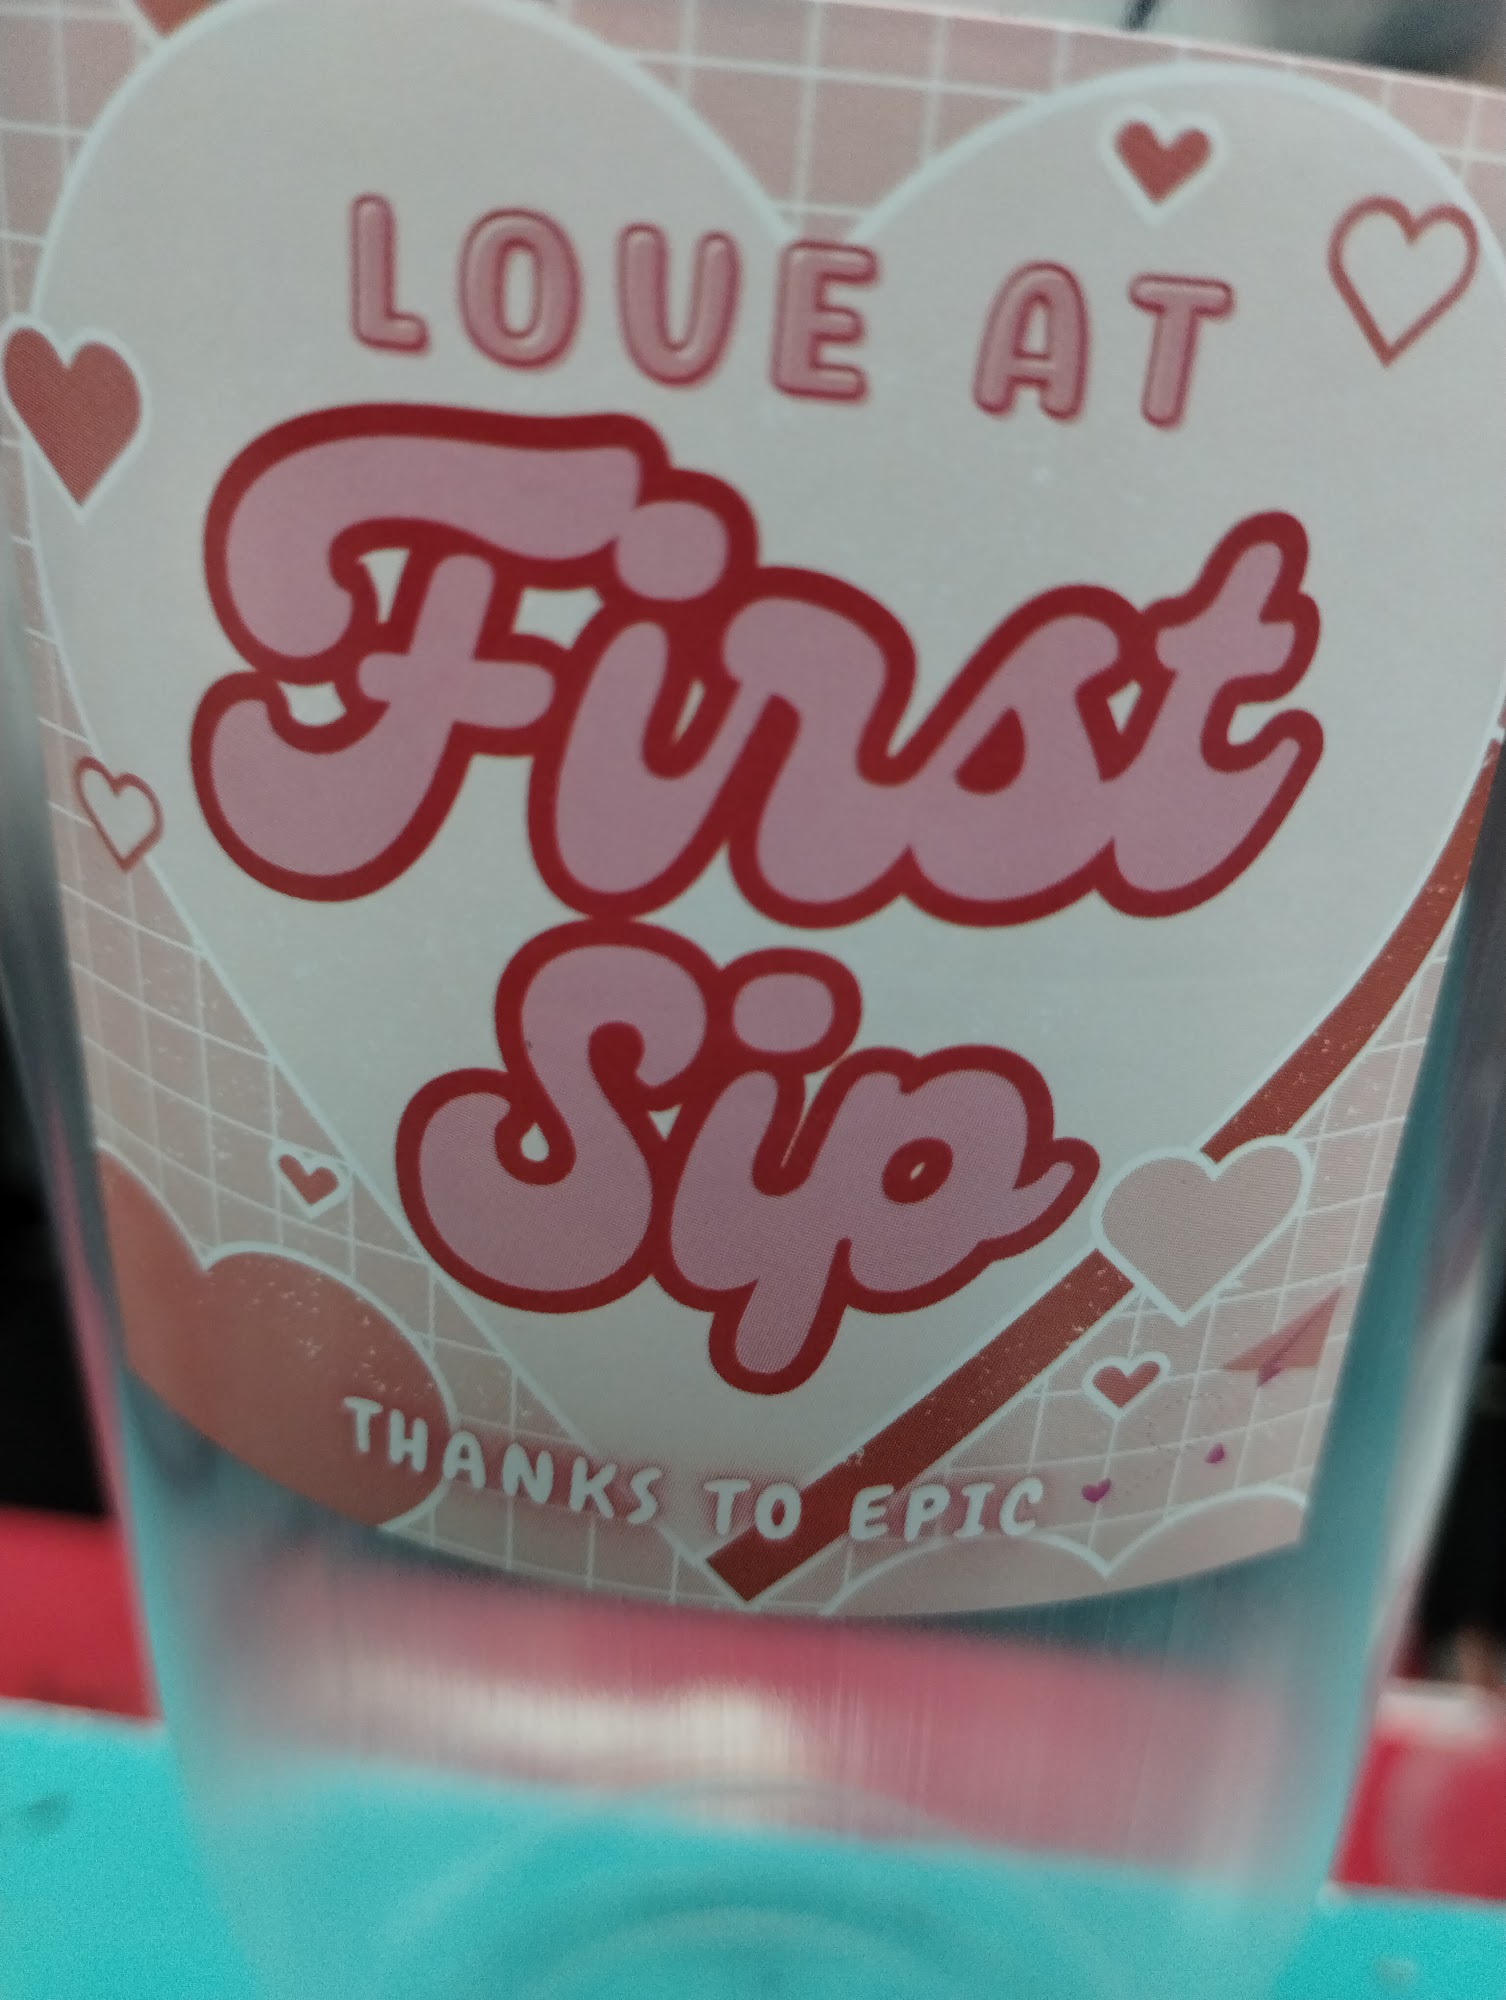 LOVE AT
First
Sip
THANKS TO EPIC